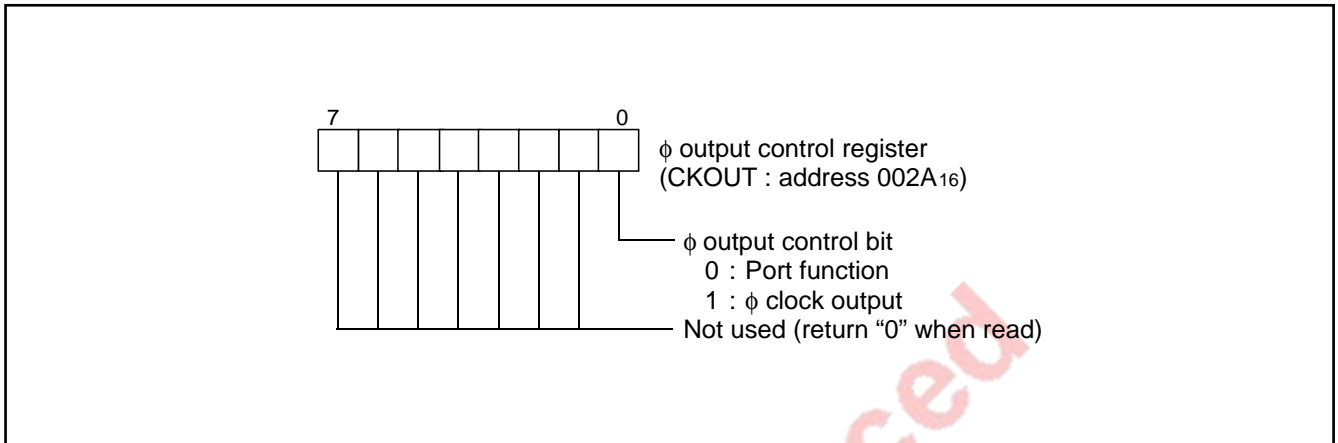 7 0
ϕ output control register
(CKOUT : address 002A16)
ϕ output control bit
0 : Port function
1 : ϕ clock output
Not used (return “0” when read)